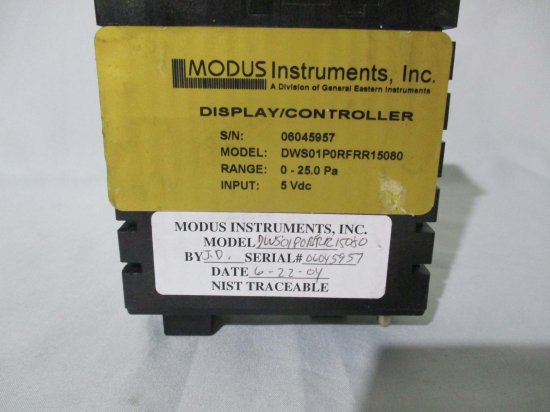 MODUS Instruments, Inc.
A Division of General Eastern Instruments
DISPLAY/CONTROLLER
S/N: 06045957
MODEL: DWS01P0RFRR15080
RANGE: 0 - 25.0 Pa
INPUT: 5 Vdc
MODUS INSTRUMENTS, INC.
MODEL DWS01P0RFRR15080
BY J.D. SERIAL# 06045957
DATE 6-22-04
NIST TRACEABLE